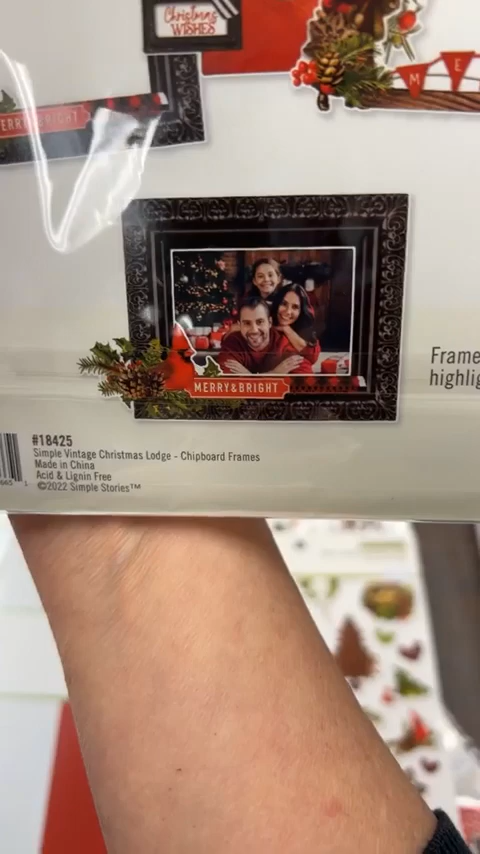 Christmas
WISHES
M E
MERRY & BRIGHT
MERRY & BRIGHT
Frame
highlig
#18425
Simple Vintage Christmas Lodge - Chipboard Frames
Made in China
Acid & Lignin Free
©2022 Simple Stories™